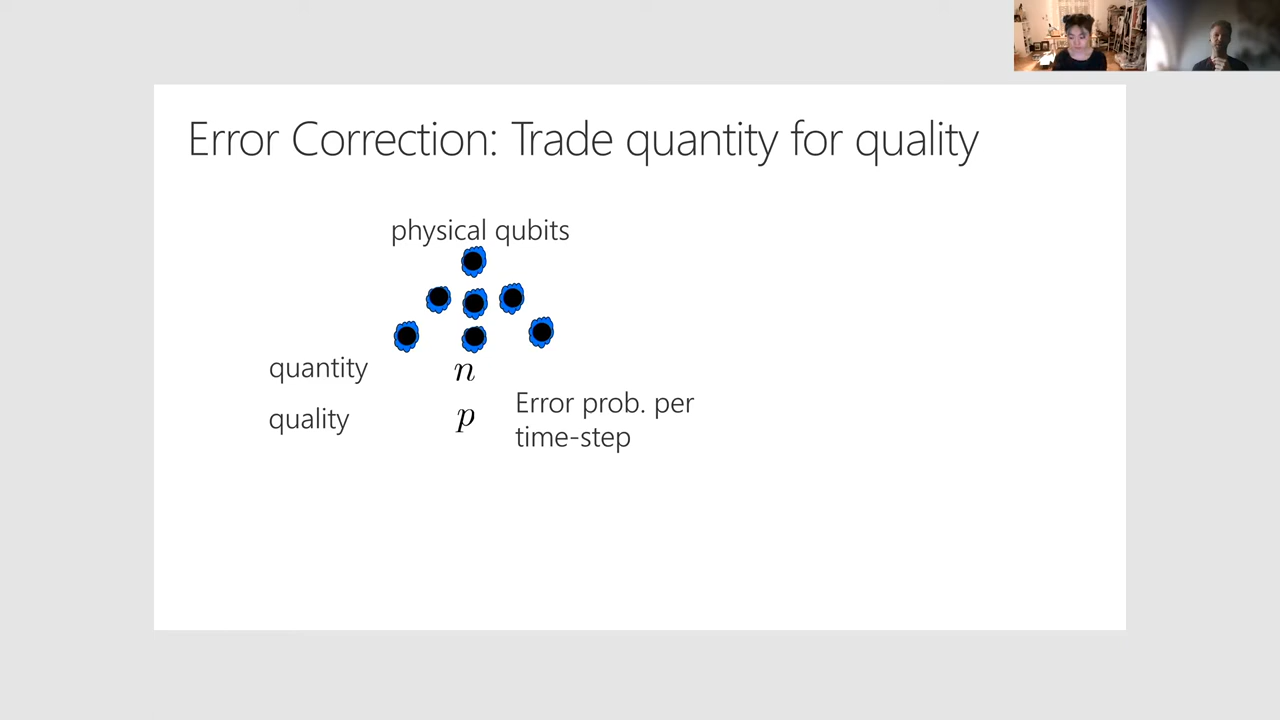 Error Correction: Trade quantity for quality
physical qubits
quantity
n
quality
p
Error prob. per
time-step